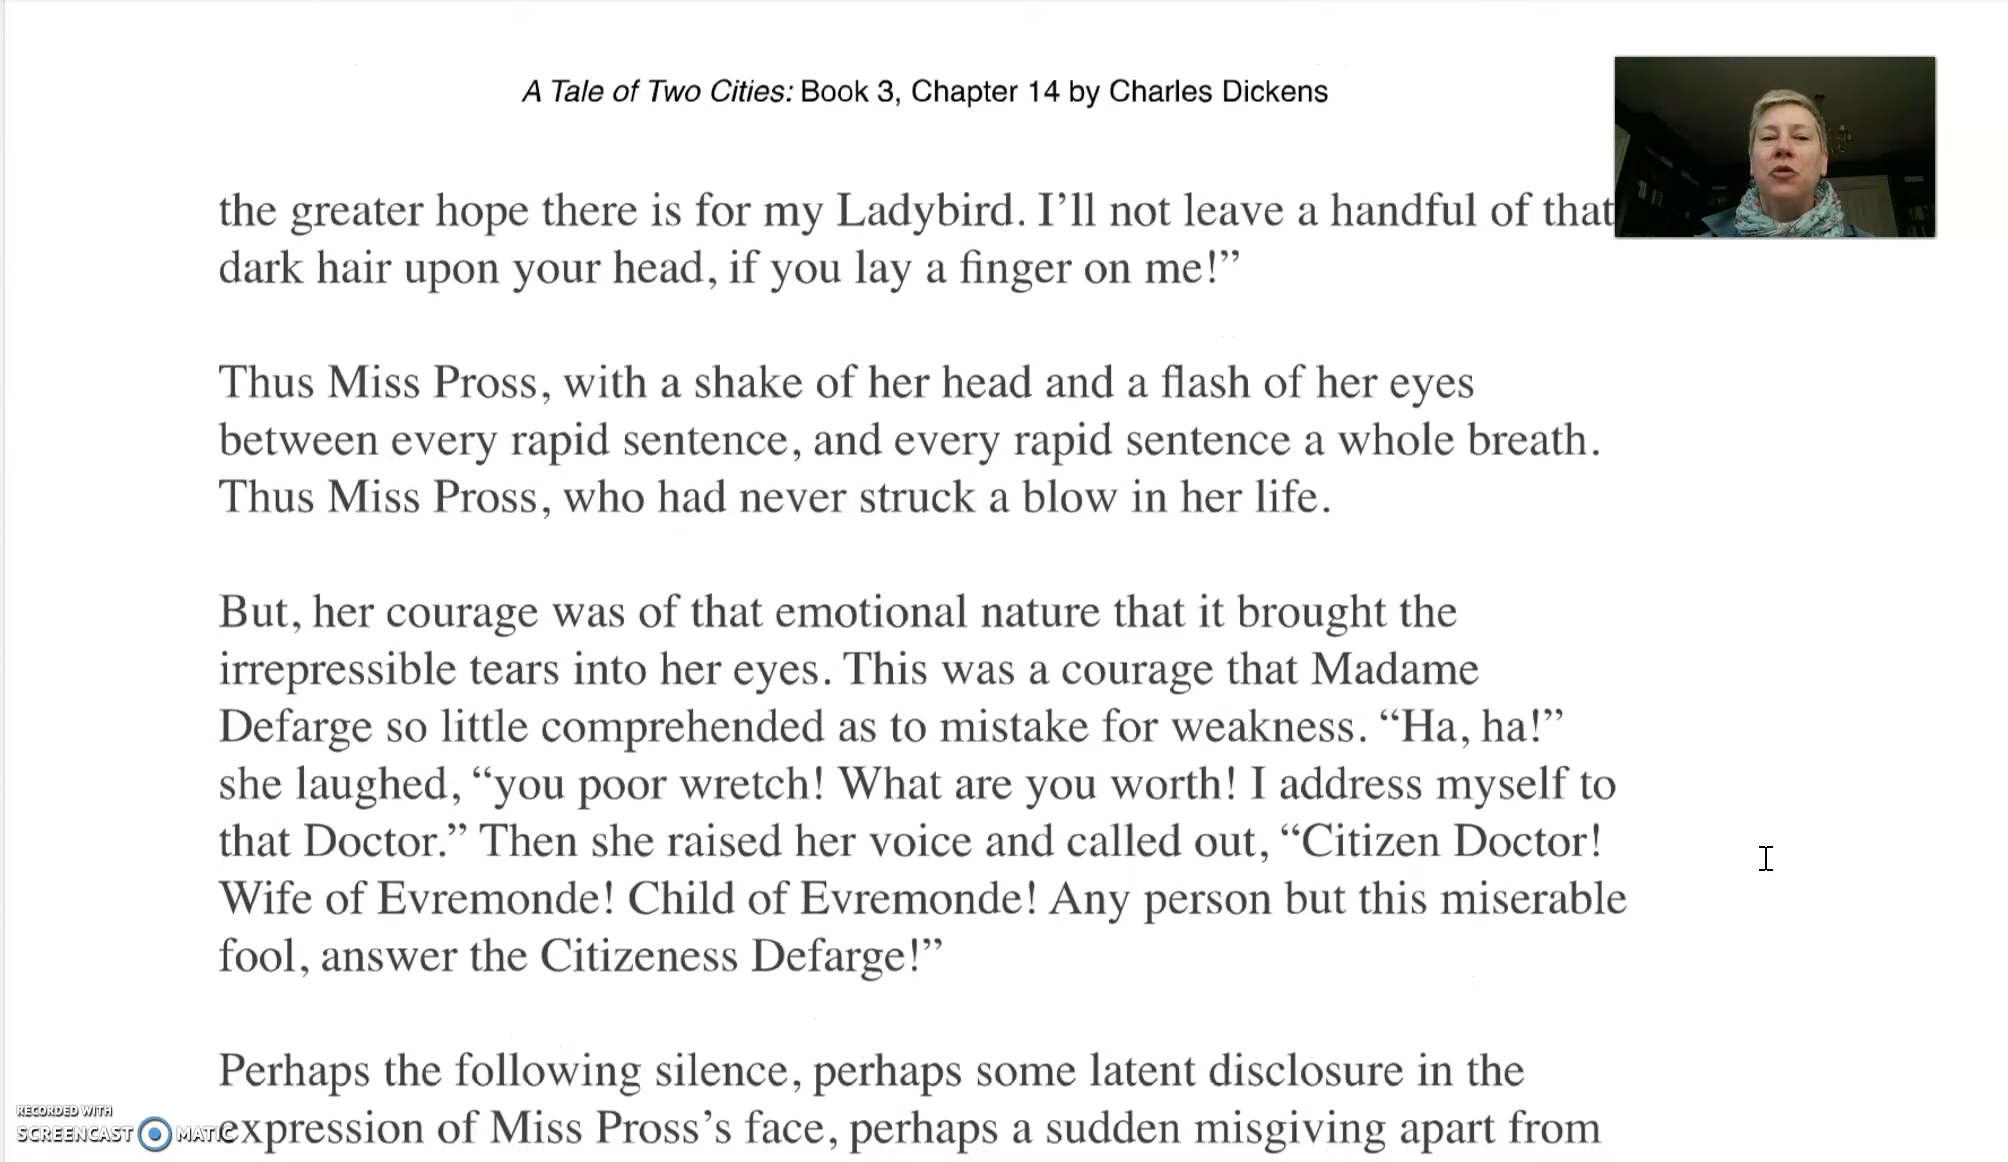 A Tale of Two Cities: Book 3, Chapter 14 by Charles Dickens
the greater hope there is for my Ladybird. I’ll not leave a handful of that
dark hair upon your head, if you lay a finger on me!”
Thus Miss Pross, with a shake of her head and a flash of her eyes
between every rapid sentence, and every rapid sentence a whole breath.
Thus Miss Pross, who had never struck a blow in her life.
But, her courage was of that emotional nature that it brought the
irrepressible tears into her eyes. This was a courage that Madame
Defarge so little comprehended as to mistake for weakness. “Ha, ha!”
she laughed, “you poor wretch! What are you worth! I address myself to
that Doctor.” Then she raised her voice and called out, “Citizen Doctor!
Wife of Evremonde! Child of Evremonde! Any person but this miserable
fool, answer the Citizeness Defarge!”
Perhaps the following silence, perhaps some latent disclosure in the
expression of Miss Pross’s face, perhaps a sudden misgiving apart from
RECORDED WITH
SCREENCAST MATIC